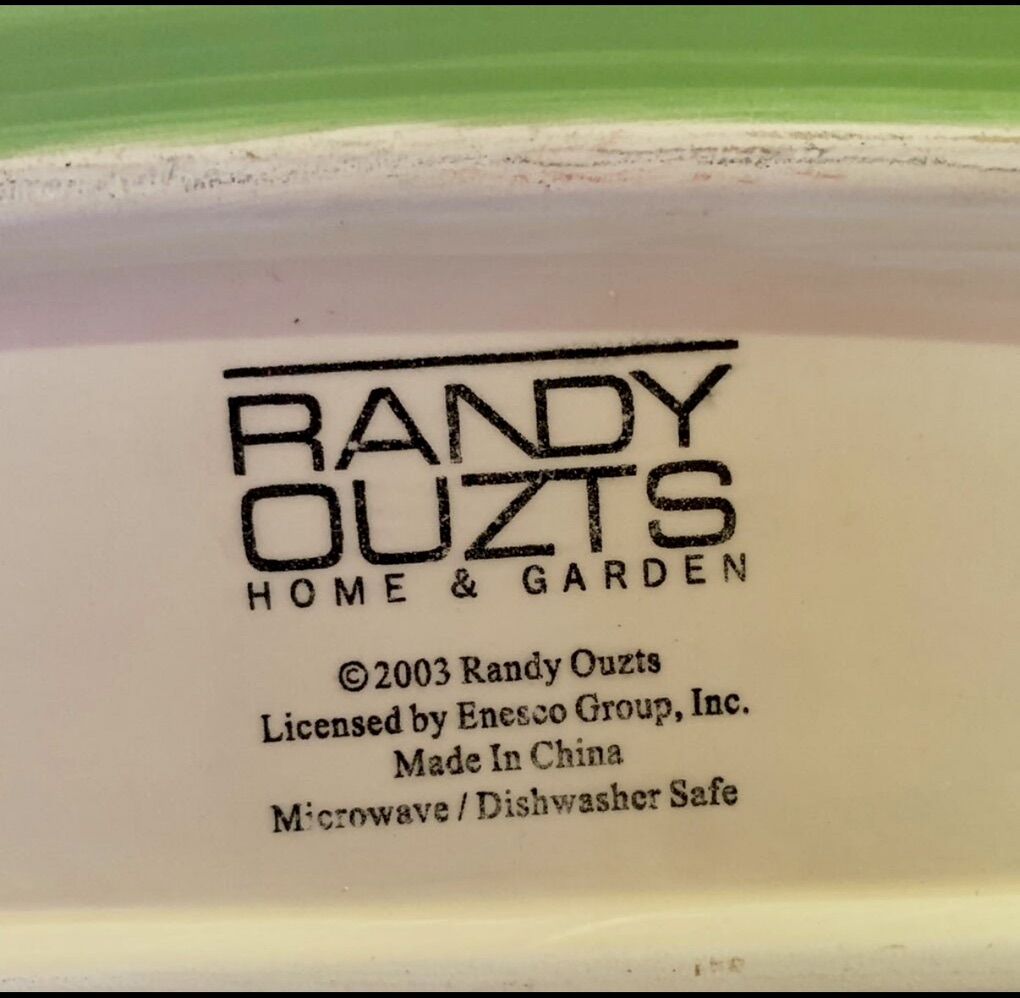 RANDY
OUZTS
HOME & GARDEN
©2003 Randy Ouzts
Licensed by Enesco Group, Inc.
Made In China
Microwave / Dishwasher Safe